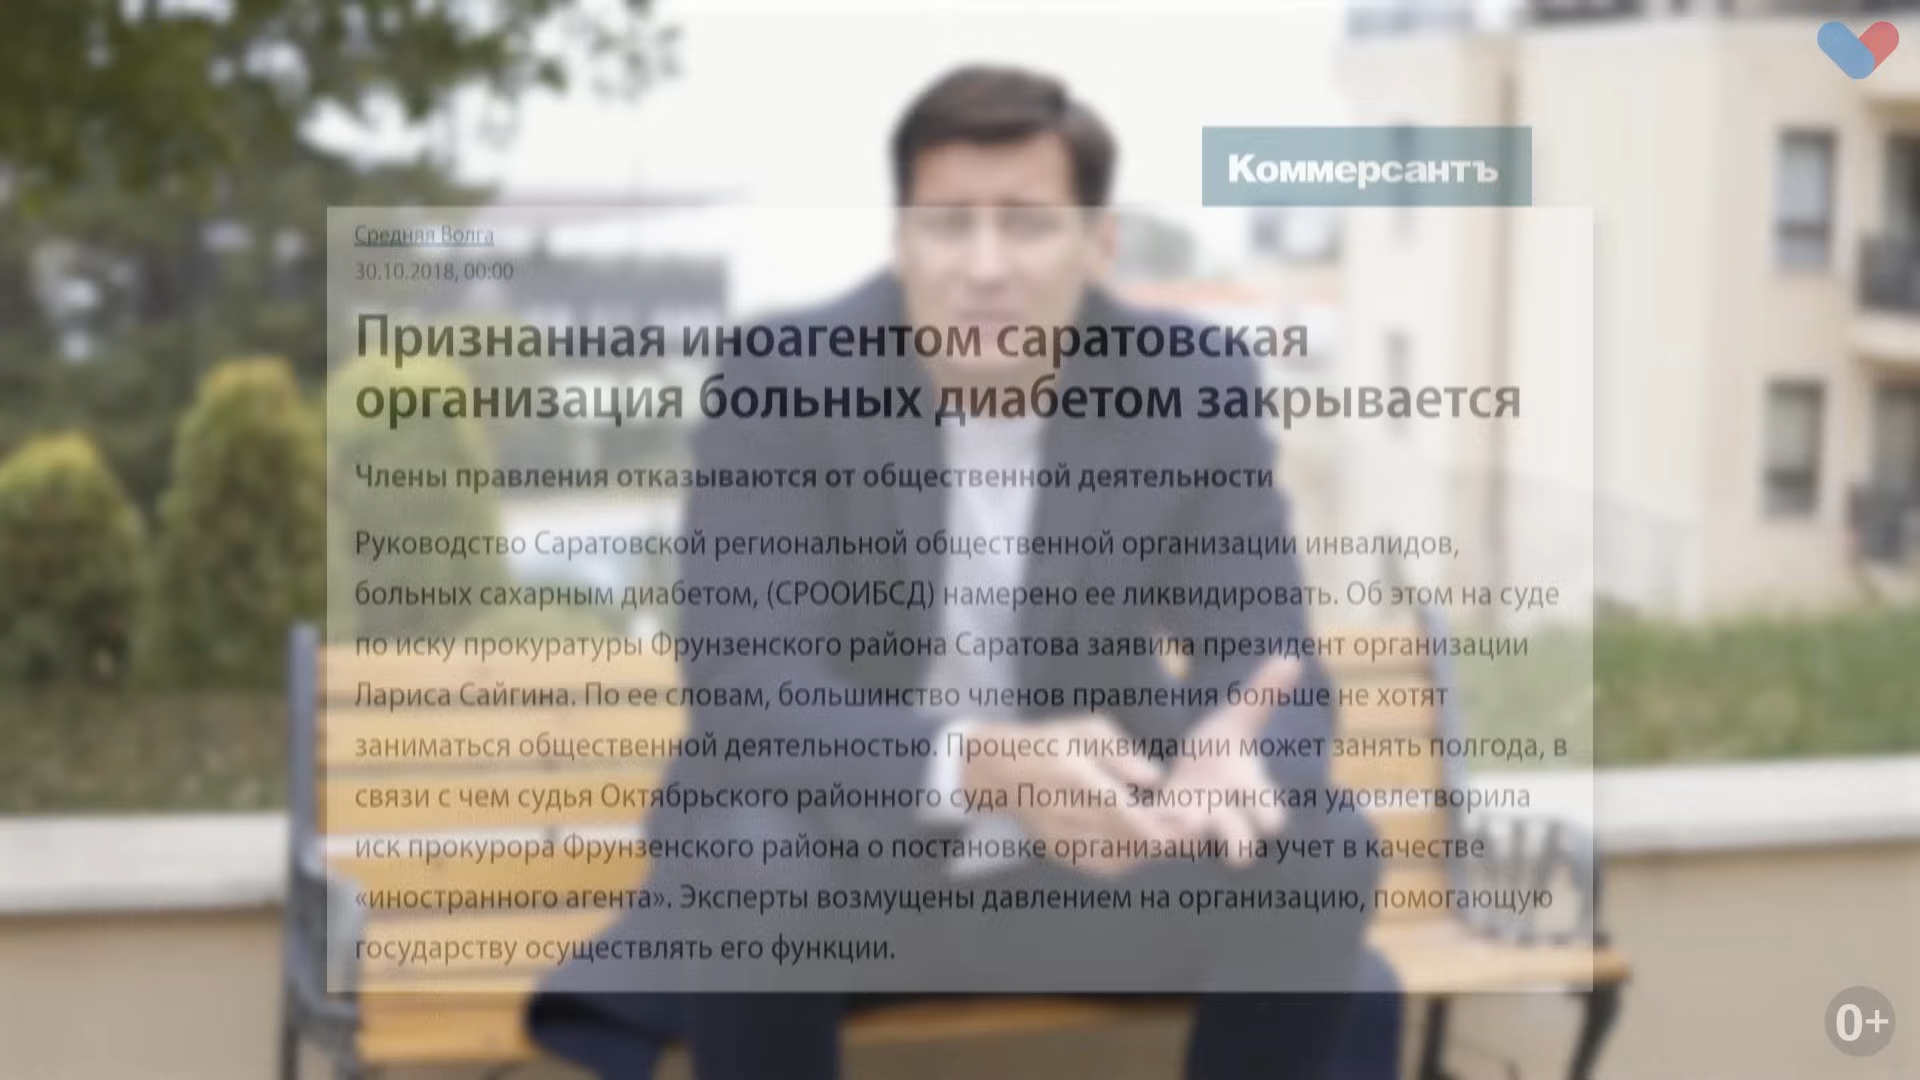 Коммерсантъ
Средняя Волга
30.10.2018, 00:00
Признанная иноагентом саратовская
организация больных диабетом закрывается
Члены правления отказываются от общественной деятельности
Руководство Саратовской региональной общественной организации инвалидов,
больных сахарным диабетом, (СРООИБСД) намерено ее ликвидировать. Об этом на суде
по иску прокуратуры Фрунзенского района Саратова заявила президент организации
Лариса Сайгина. По ее словам, большинство членов правления больше не хотят
заниматься общественной деятельностью. Процесс ликвидации может занять полгода, в
связи с чем судья Октябрьского районного суда Полина Замотринская удовлетворила
иск прокурора Фрунзенского района о постановке организации на учет в качестве
«иностранного агента». Эксперты возмущены давлением на организацию, помогающую
государству осуществлять его функции.
0+